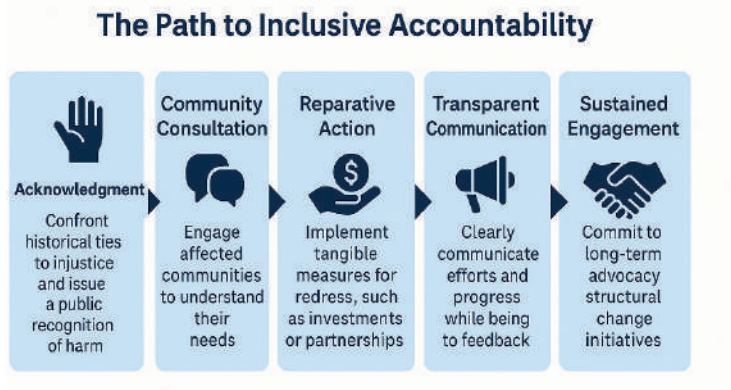 The Path to Inclusive Accountability
Acknowledgment
Confront
historical ties
to injustice
and issue
a public
recognition
of harm
Community
Consultation
Engage
affected
communities
to understand
their
needs
Reparative
Action
$
Implement
tangible
measures for
redress, such
as investments
or partnerships
Transparent
Communication
Clearly
communicate
efforts and
progress
while being
to feedback
Sustained
Engagement
Commit to
long-term
advocacy
structural
change
initiatives